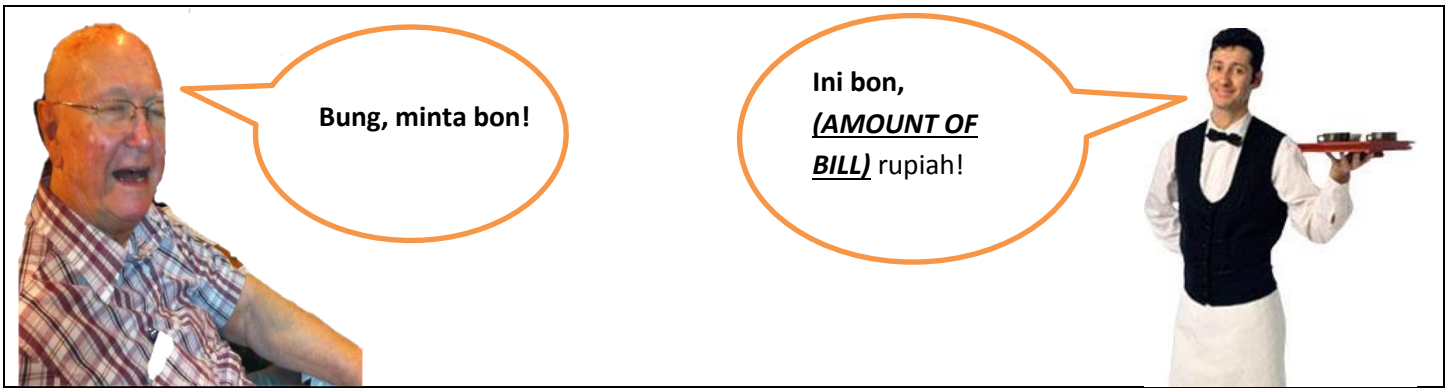 Bung, minta bon!
Ini bon,
(AMOUNT OF
BILL) rupiah!